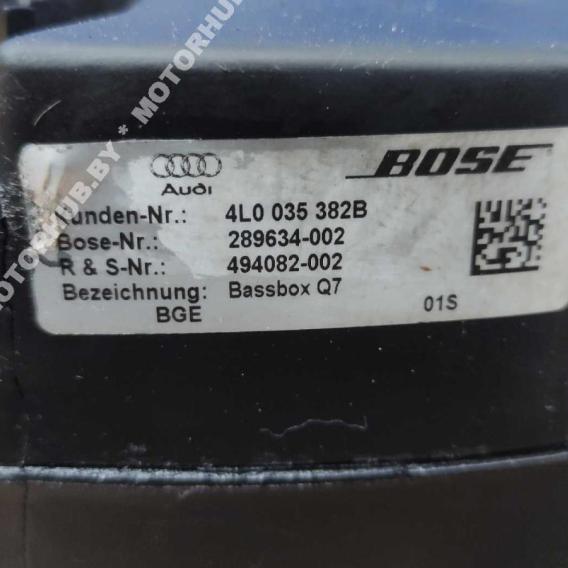 MOTORHUB.BY * MOTORHUB
Audi
BOSE
Kunden-Nr.: 4L0 035 382B
Bose-Nr.: 289634-002
R & S-Nr.: 494082-002
Bezeichnung: Bassbox Q7
BGE 01S